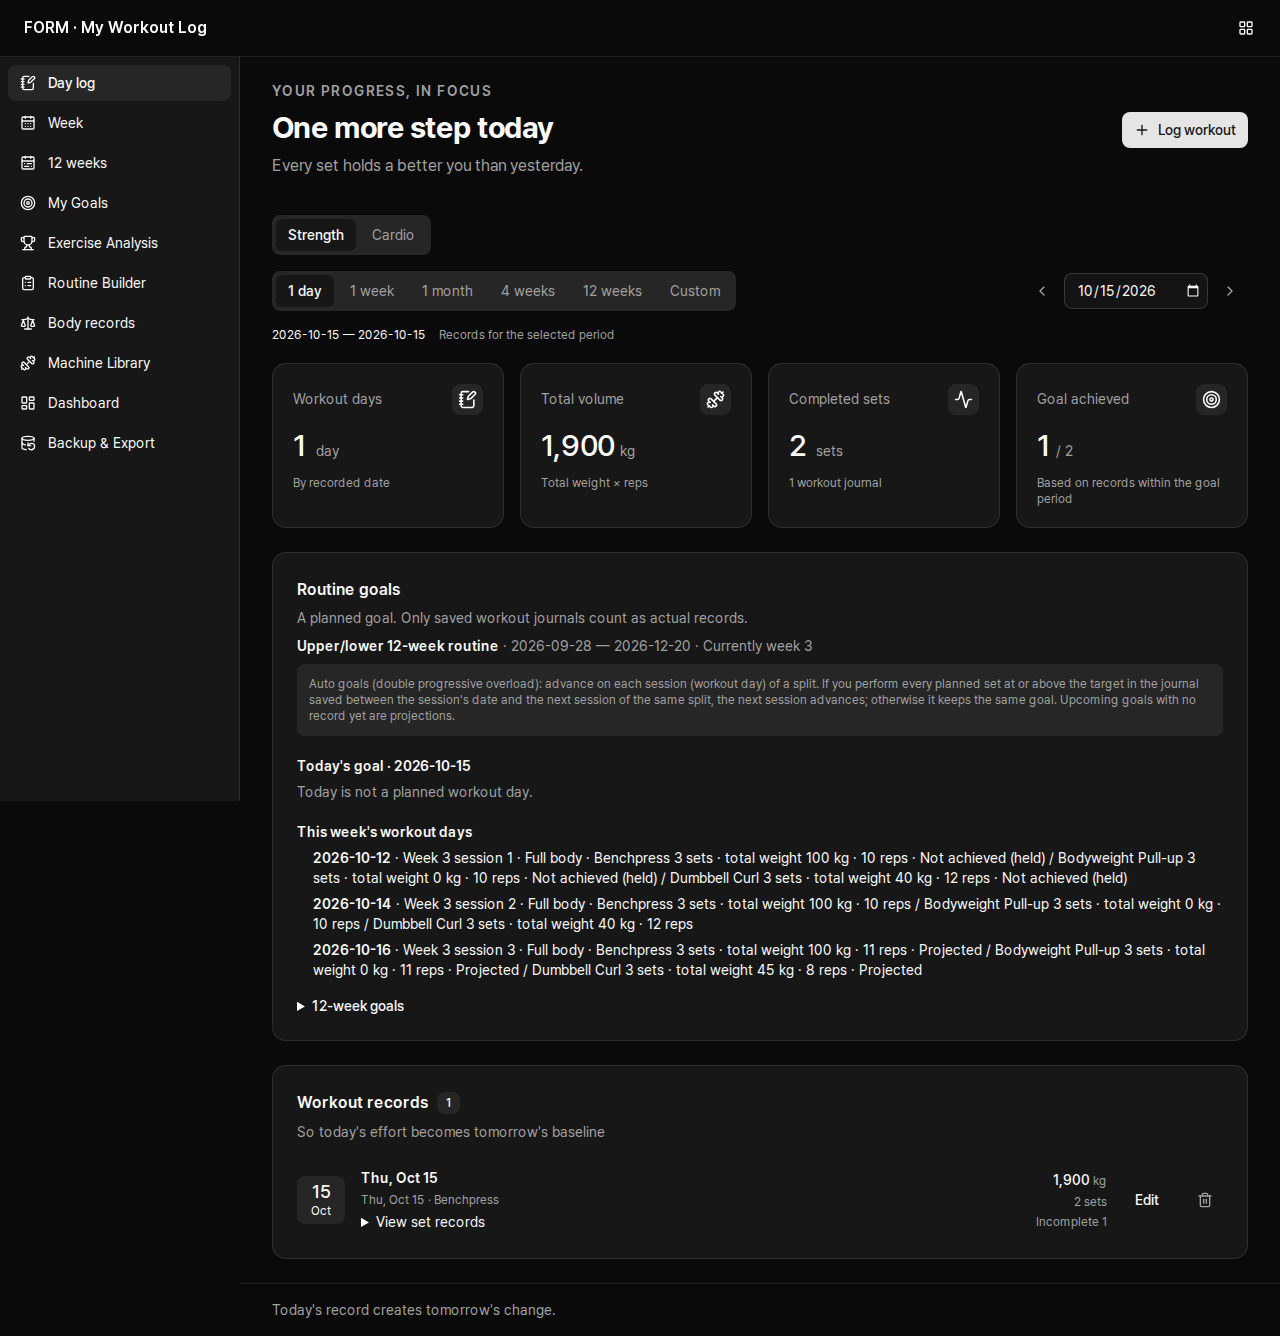 FORM · My Workout Log
Day log
Week
12 weeks
My Goals
Exercise Analysis
Routine Builder
Body records
Machine Library
Dashboard
Backup & Export
YOUR PROGRESS, IN FOCUS
One more step today
Every set holds a better you than yesterday.
Log workout
Strength
Cardio
1 day
1 week
1 month
4 weeks
12 weeks
Custom
10/15/2026
2026-10-15 — 2026-10-15 Records for the selected period
Workout days
1 day
By recorded date
Total volume
1,900 kg
Total weight × reps
Completed sets
2 sets
1 workout journal
Goal achieved
1 / 2
Based on records within the goal
period
Routine goals
A planned goal. Only saved workout journals count as actual records.
Upper/lower 12-week routine · 2026-09-28 — 2026-12-20 · Currently week 3
Auto goals (double progressive overload): advance on each session (workout day) of a split. If you perform every planned set at or above the target in the journal
saved between the session's date and the next session of the same split, the next session advances; otherwise it keeps the same goal. Upcoming goals with no
record yet are projections.
Today's goal · 2026-10-15
Today is not a planned workout day.
This week's workout days
2026-10-12 · Week 3 session 1 · Full body · Benchpress 3 sets · total weight 100 kg · 10 reps · Not achieved (held) / Bodyweight Pull-up 3
sets · total weight 0 kg · 10 reps · Not achieved (held) / Dumbbell Curl 3 sets · total weight 40 kg · 12 reps · Not achieved (held)
2026-10-14 · Week 3 session 2 · Full body · Benchpress 3 sets · total weight 100 kg · 10 reps / Bodyweight Pull-up 3 sets · total weight 0 kg ·
10 reps / Dumbbell Curl 3 sets · total weight 40 kg · 12 reps
2026-10-16 · Week 3 session 3 · Full body · Benchpress 3 sets · total weight 100 kg · 11 reps · Projected / Bodyweight Pull-up 3 sets · total
weight 0 kg · 11 reps · Projected / Dumbbell Curl 3 sets · total weight 45 kg · 8 reps · Projected
12-week goals
Workout records 1
So today's effort becomes tomorrow's baseline
15
Oct
Thu, Oct 15
Thu, Oct 15 · Benchpress
View set records
1,900 kg
2 sets
Incomplete 1
Edit
Today's record creates tomorrow's change.